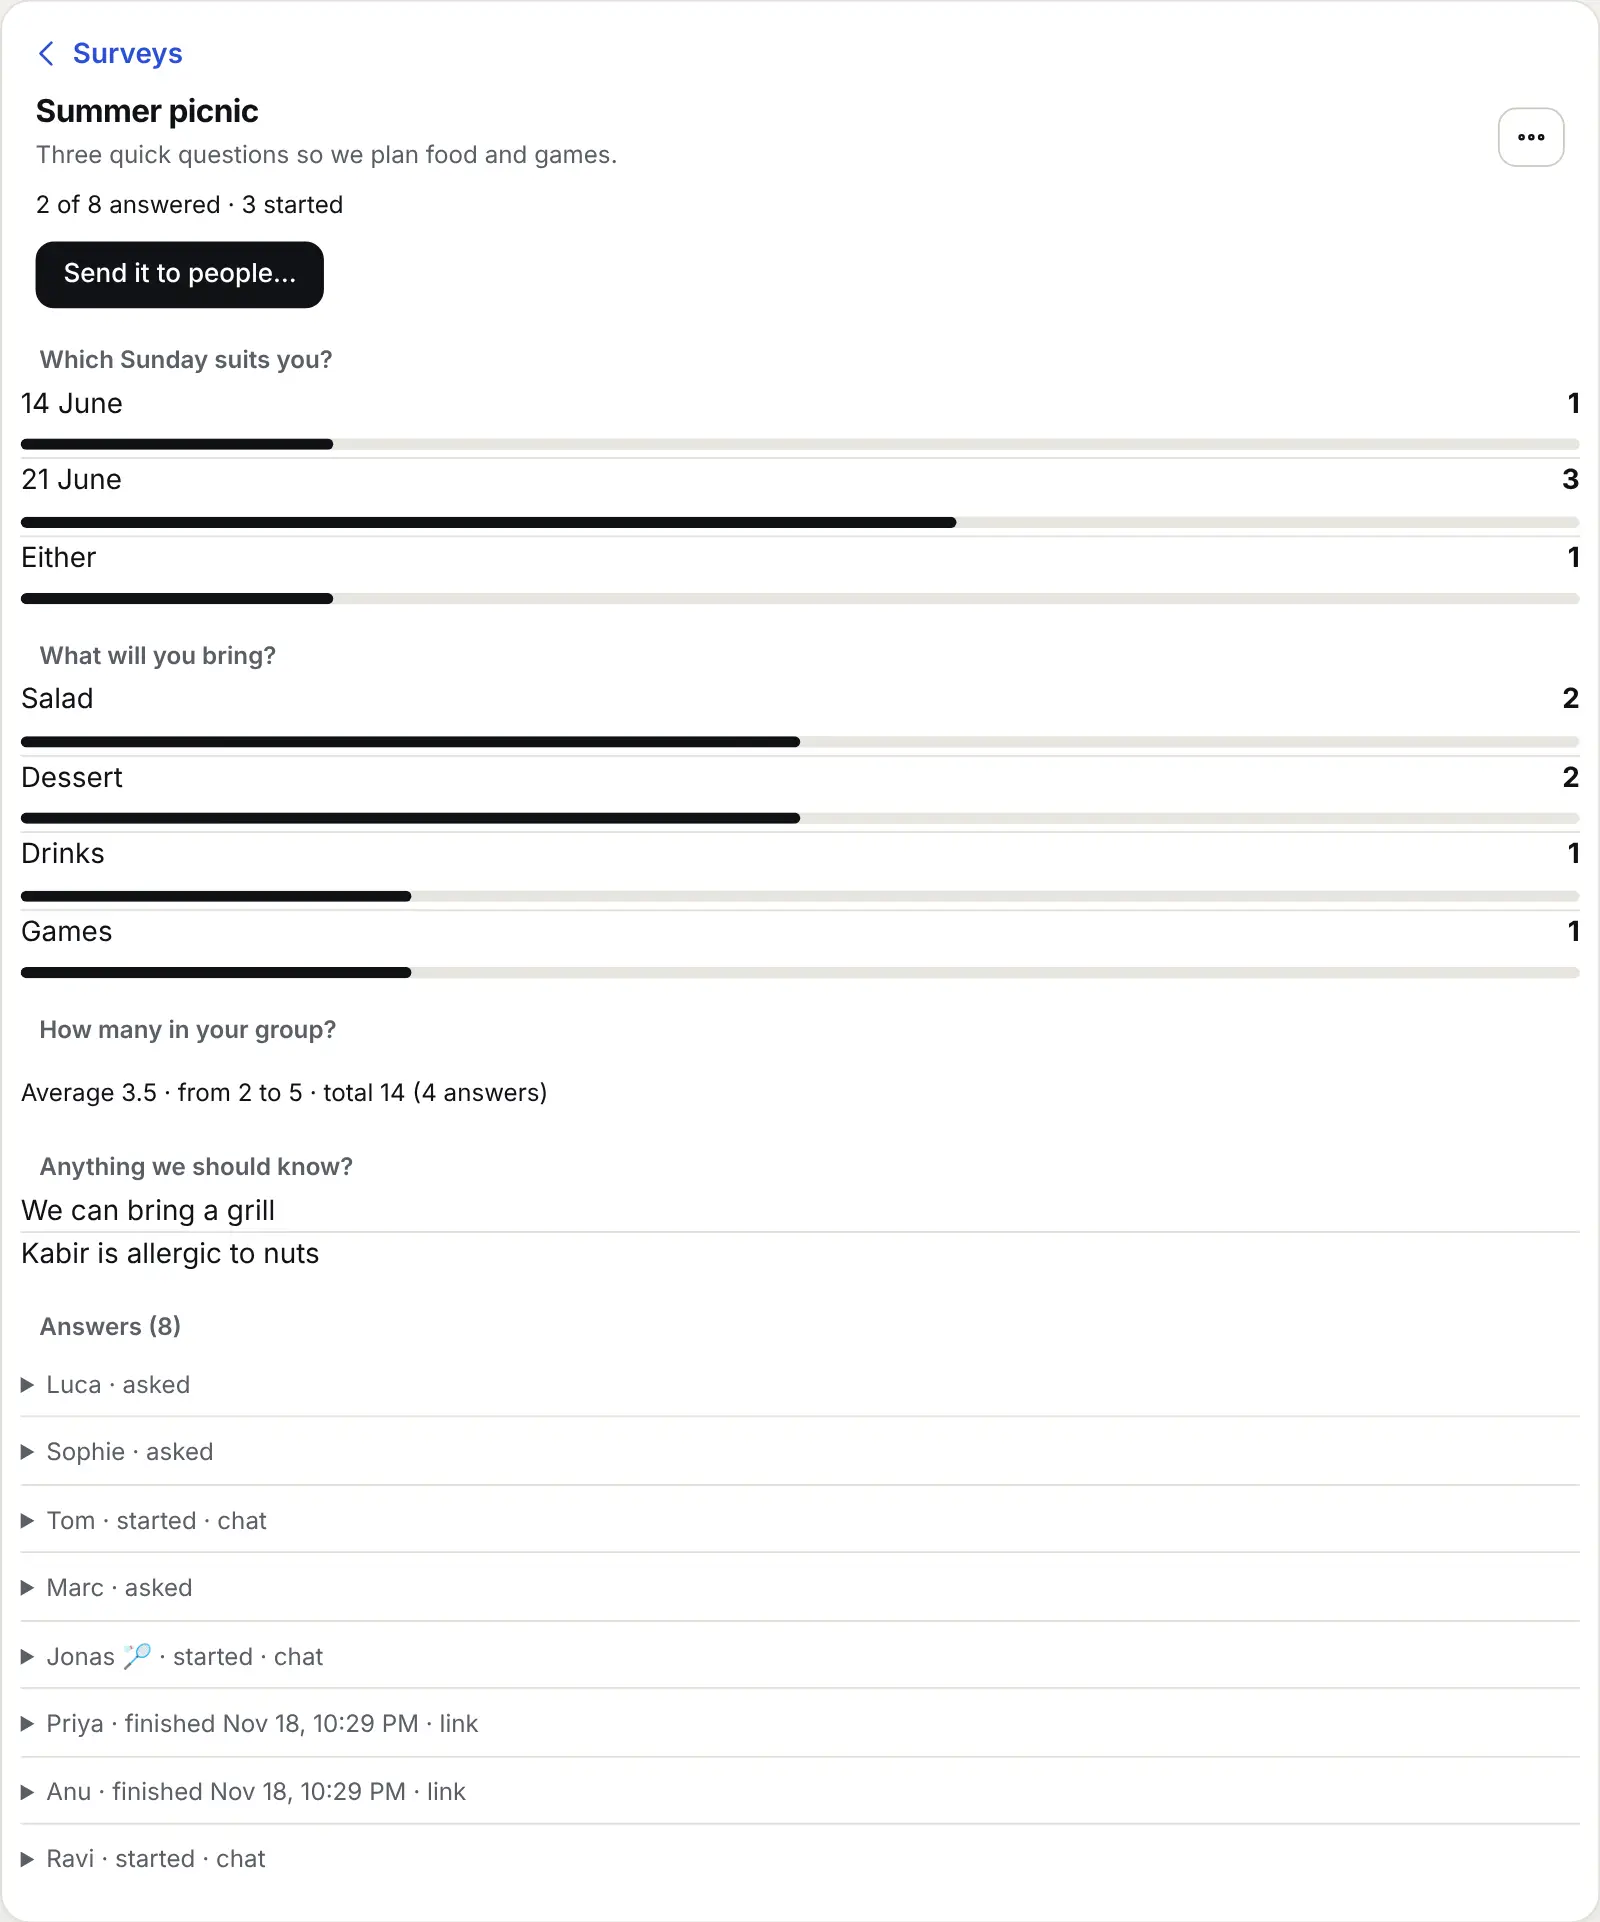 Surveys
Summer picnic
Three quick questions so we plan food and games.
2 of 8 answered · 3 started
Send it to people…
Which Sunday suits you?
14 June 1
21 June 3
Either 1
What will you bring?
Salad 2
Dessert 2
Drinks 1
Games 1
How many in your group?
Average 3.5 · from 2 to 5 · total 14 (4 answers)
Anything we should know?
We can bring a grill
Kabir is allergic to nuts
Answers (8)
Luca · asked
Sophie · asked
Tom · started · chat
Marc · asked
Jonas 🏸 · started · chat
Priya · finished Nov 18, 10:29 PM · link
Anu · finished Nov 18, 10:29 PM · link
Ravi · started · chat